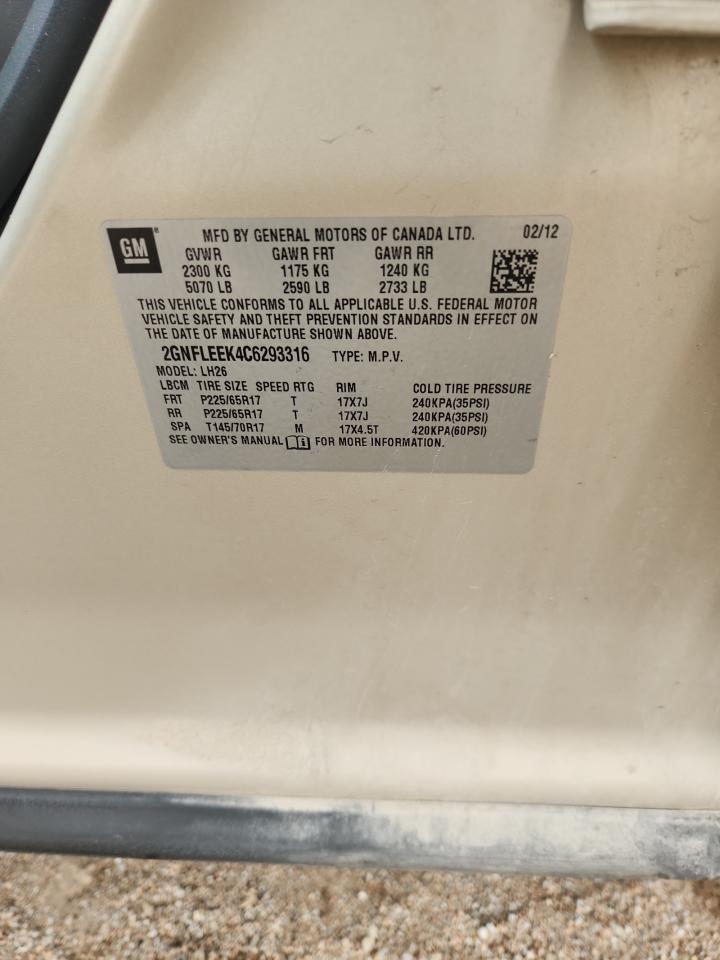 GM ®
MFD BY GENERAL MOTORS OF CANADA LTD. 02/12
GVWR GAWR FRT GAWR RR
2300 KG 1175 KG 1240 KG
5070 LB 2590 LB 2733 LB
THIS VEHICLE CONFORMS TO ALL APPLICABLE U.S. FEDERAL MOTOR
VEHICLE SAFETY AND THEFT PREVENTION STANDARDS IN EFFECT ON
THE DATE OF MANUFACTURE SHOWN ABOVE.
2GNFLEEK4C6293316 TYPE: M.P.V.
MODEL: LH26
LBCM TIRE SIZE SPEED RTG RIM COLD TIRE PRESSURE
FRT P225/65R17 T 17X7J 240KPA(35PSI)
RR P225/65R17 T 17X7J 240KPA(35PSI)
SPA T145/70R17 M 17X4.5T 420KPA(60PSI)
SEE OWNER'S MANUAL FOR MORE INFORMATION.